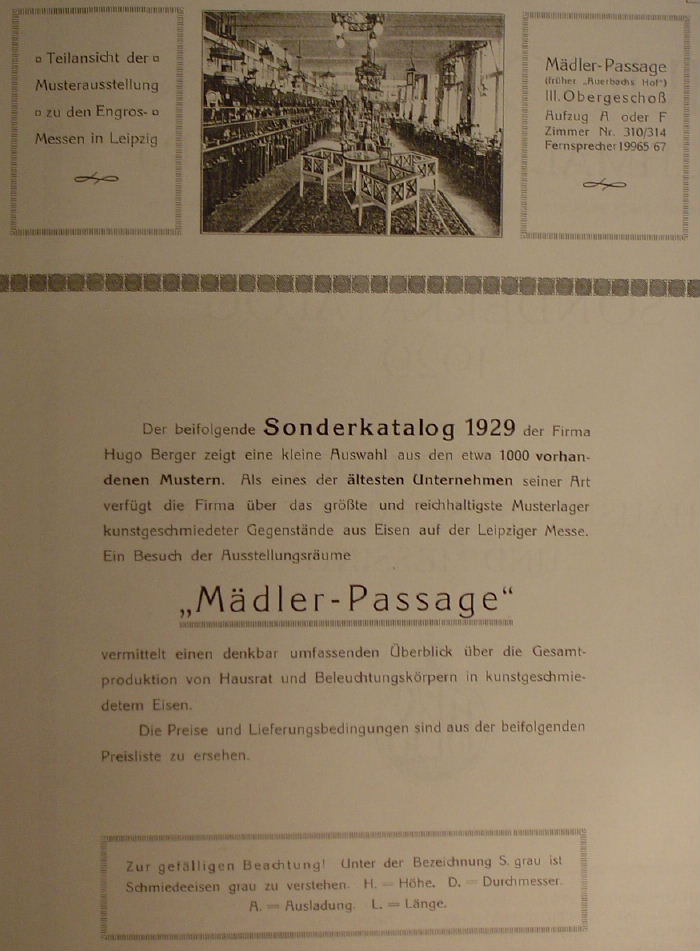 ▫ Teilansicht der ▫
Musterausstellung
▫ zu den Engros- ▫
Messen in Leipzig
Mädler-Passage
(früher „Auerbachs Hof“)
III. Obergeschoß
Aufzug A oder F
Zimmer Nr. 310/314
Fernsprecher 19965/67
Der beifolgende Sonderkatalog 1929 der Firma
Hugo Berger zeigt eine kleine Auswahl aus den etwa 1000 vorhan-
denen Mustern. Als eines der ältesten Unternehmen seiner Art
verfügt die Firma über das größte und reichhaltigste Musterlager
kunstgeschmiedeter Gegenstände aus Eisen auf der Leipziger Messe.
Ein Besuch der Ausstellungsräume
„Mädler-Passage“
vermittelt einen denkbar umfassenden Überblick über die Gesamt-
produktion von Hausrat und Beleuchtungskörpern in kunstgeschmie-
detem Eisen.
Die Preise und Lieferungsbedingungen sind aus der beifolgenden
Preisliste zu ersehen.
Zur gefälligen Beachtung! Unter der Bezeichnung S. grau ist
Schmiedeeisen grau zu verstehen. H. = Höhe. D. = Durchmesser.
A. = Ausladung. L. = Länge.